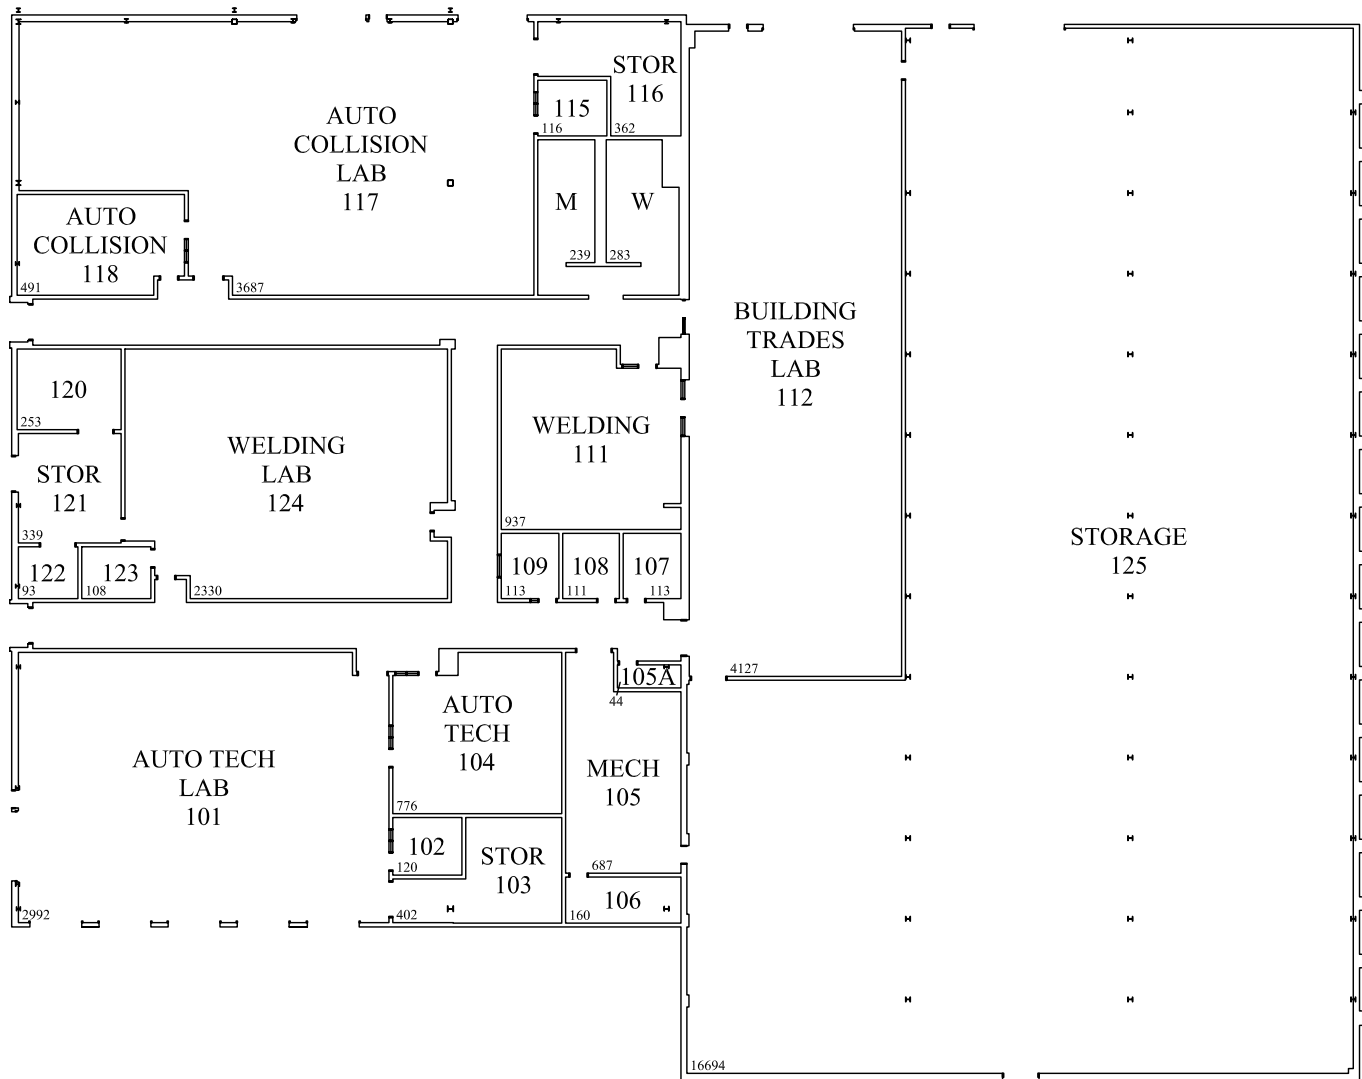 STOR
116
115
116
362
AUTO
COLLISION
LAB
117
M
W
239
283
AUTO
COLLISION
118
491
3687
BUILDING
TRADES
LAB
112
120
253
WELDING
LAB
124
WELDING
111
STOR
121
339
937
STORAGE
125
122
93
123
108
2330
109
113
108
111
107
113
105A
44
4127
AUTO
TECH
104
776
AUTO TECH
LAB
101
MECH
105
687
102
120
STOR
103
402
106
160
2992
16694